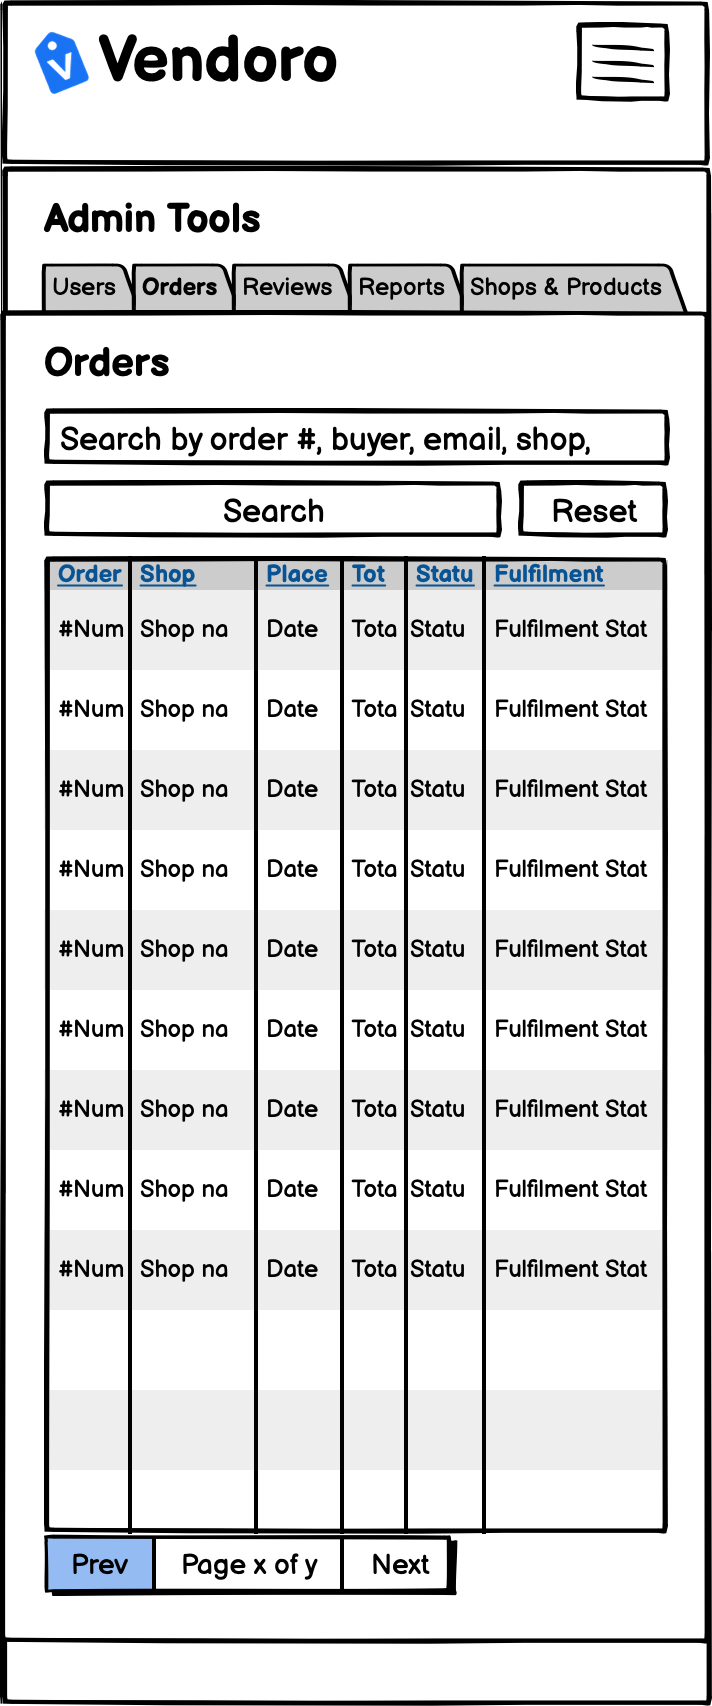 Vendoro
Admin Tools
Users Orders Reviews Reports Shops & Products
Orders
Search by order #, buyer, email, shop,
Search Reset
Order Shop Place Tot Statu Fulfilment
#Num Shop na Date Tota Statu Fulfilment Stat
#Num Shop na Date Tota Statu Fulfilment Stat
#Num Shop na Date Tota Statu Fulfilment Stat
#Num Shop na Date Tota Statu Fulfilment Stat
#Num Shop na Date Tota Statu Fulfilment Stat
#Num Shop na Date Tota Statu Fulfilment Stat
#Num Shop na Date Tota Statu Fulfilment Stat
#Num Shop na Date Tota Statu Fulfilment Stat
#Num Shop na Date Tota Statu Fulfilment Stat
Prev Page x of y Next